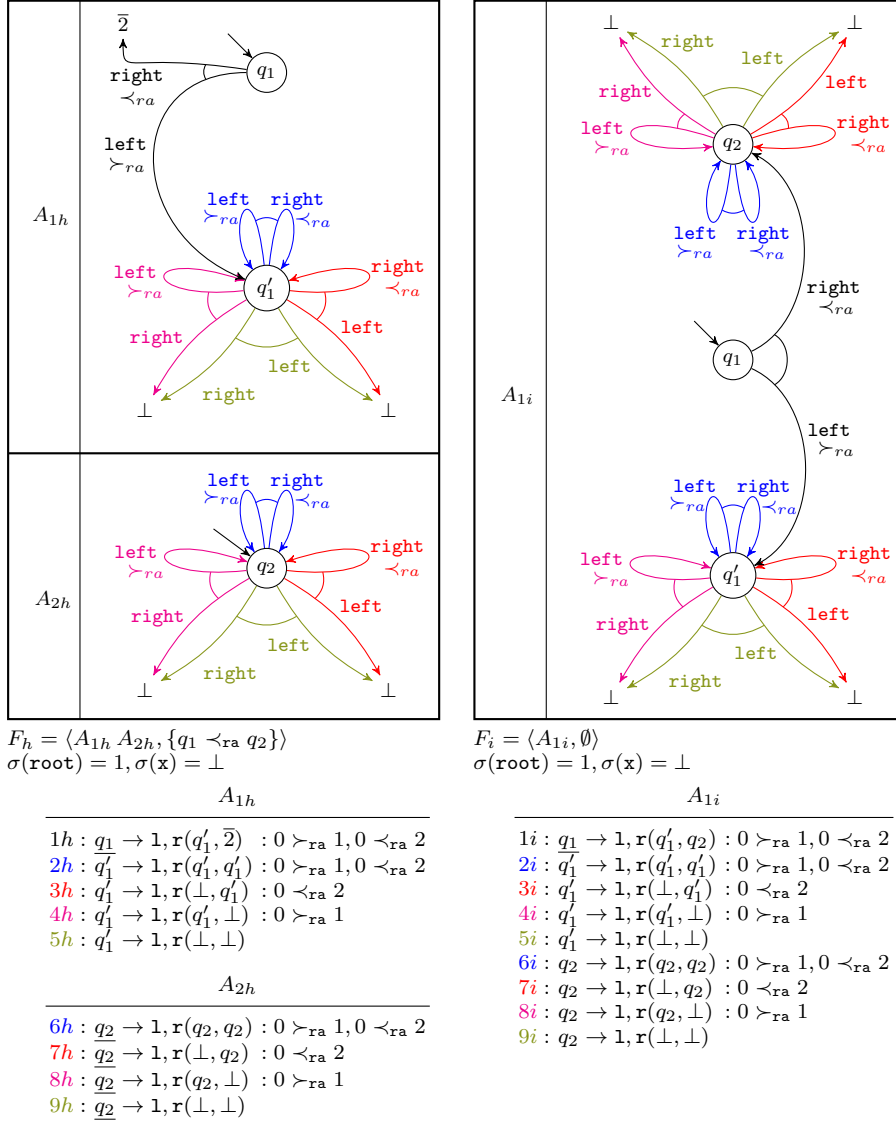 2̄
q₁
right
≺ra
left
≻ra
A₁ₕ
left right
≻ra ≺ra
left
≻ra
q′₁
right
≺ra
right
left
right
left
⊥ ⊥
left right
≻ra ≺ra
left
≻ra
q₂
right
≺ra
A₂ₕ
right
left
right
left
⊥ ⊥
Fₕ = ⟨A₁ₕ A₂ₕ, {q₁ ≺ra q₂}⟩
σ(root) = 1, σ(x) = ⊥
A₁ₕ
1h : q₁ → l, r(q′₁, 2̄) : 0 ≻ra 1, 0 ≺ra 2
2h : q′₁ → l, r(q′₁, q′₁) : 0 ≻ra 1, 0 ≺ra 2
3h : q′₁ → l, r(⊥, q′₁) : 0 ≺ra 2
4h : q′₁ → l, r(q′₁, ⊥) : 0 ≻ra 1
5h : q′₁ → l, r(⊥, ⊥)
A₂ₕ
6h : q₂ → l, r(q₂, q₂) : 0 ≻ra 1, 0 ≺ra 2
7h : q₂ → l, r(⊥, q₂) : 0 ≺ra 2
8h : q₂ → l, r(q₂, ⊥) : 0 ≻ra 1
9h : q₂ → l, r(⊥, ⊥)
⊥ ⊥
right
left
right
left
left
≻ra
q₂
right
≺ra
left right
≻ra ≺ra
right
≺ra
q₁
A₁ᵢ
left
≻ra
left right
≻ra ≺ra
left
≻ra
q′₁
right
≺ra
right
left
right
left
⊥ ⊥
Fᵢ = ⟨A₁ᵢ, ∅⟩
σ(root) = 1, σ(x) = ⊥
A₁ᵢ
1i : q₁ → l, r(q′₁, q₂) : 0 ≻ra 1, 0 ≺ra 2
2i : q′₁ → l, r(q′₁, q′₁) : 0 ≻ra 1, 0 ≺ra 2
3i : q′₁ → l, r(⊥, q′₁) : 0 ≺ra 2
4i : q′₁ → l, r(q′₁, ⊥) : 0 ≻ra 1
5i : q′₁ → l, r(⊥, ⊥)
6i : q₂ → l, r(q₂, q₂) : 0 ≻ra 1, 0 ≺ra 2
7i : q₂ → l, r(⊥, q₂) : 0 ≺ra 2
8i : q₂ → l, r(q₂, ⊥) : 0 ≻ra 1
9i : q₂ → l, r(⊥, ⊥)